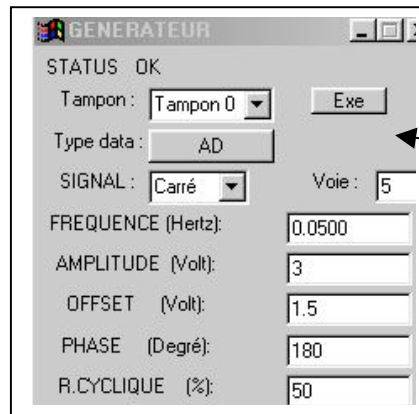 GENERATEUR
STATUS OK
Tampon : Tampon 0 Exe
Type data : AD
SIGNAL : Carré Voie : 5
FREQUENCE (Hertz): 0.0500
AMPLITUDE (Volt): 3
OFFSET (Volt): 1.5
PHASE (Degré): 180
R.CYCLIQUE (%): 50